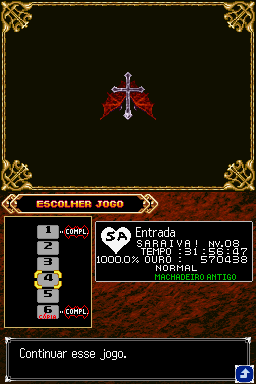 ESCOLHER JOGO
1 COMPL
2
3
4
5
6 COMPL
SA Entrada
SARAIVA! NV.08
TEMPO :31:56:47
1000.0% OURO : 570438
NORMAL
MACHADEIRO ANTIGO
Continuar esse jogo.